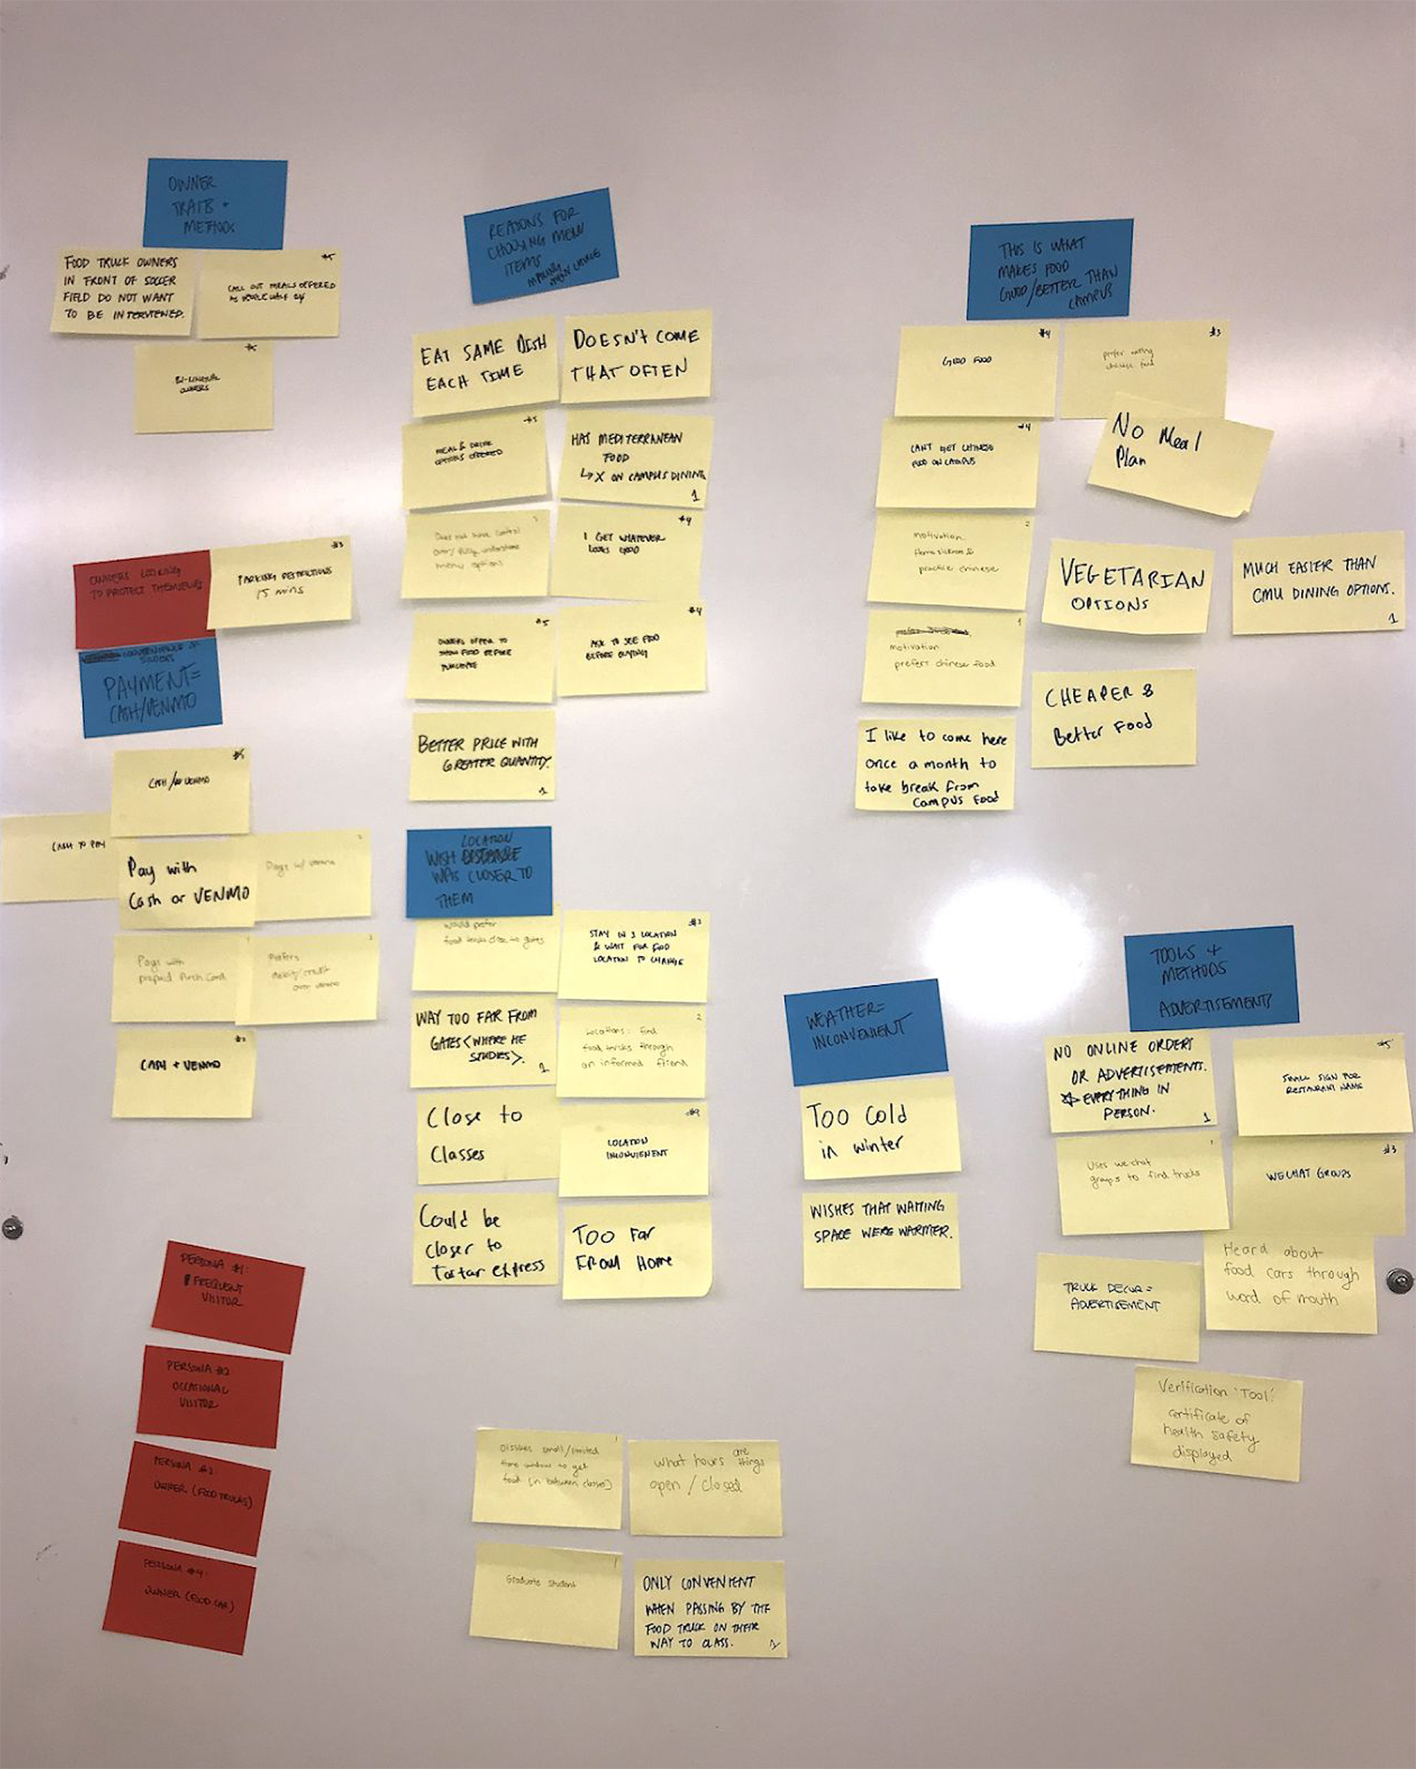 OWNER
TRAITS +
METHODS
FOOD TRUCK OWNERS
IN FRONT OF SOCCER
FIELD DO NOT WANT
TO BE INTERVIENED.
#5
CALL OUT MEALS OFFERED
AS PEOPLE WALK BY
BI-LINGUAL
OWNERS
OWNERS LOOKING
TO PROTECT THEMSELVES
#3
PARKING RESTRICTIONS
15 MINS
CONVENIENCE
PAYMENT=
CASH/VENMO
#5
CASH / VENMO
CASH TO PAY
Pay with
Cash or VENMO
2
Pays w/ venmo
Pays with
prepaid Card
Prefers
debit/credit
over venmo
CASH + VENMO
PERSONA #1:
FREQUENT
VISITOR
PERSONA #2
OCCATIONAL
VISITOR
PERSONA #3:
OWNER (FOOD TRUCKS)
PERSONA #4:
OWNER (FOOD CAR)
REASONS FOR
CHOOSING MENU
ITEMS
MAKING
MENU CHOICE
EAT SAME DISH
EACH TIME
DOESN'T COME
THAT OFTEN
#5
MEAL & DRINK
OPTIONS OFFERED
HAS MEDITERRANEAN
FOOD
↳ X ON CAMPUS DINING
1
Does not have control
over/fully understand
menu options
#4
I GET WHATEVER
LOOKS GOOD
#5
OWNERS OFFER TO
SHOW FOOD BEFORE
PURCHASE
#4
ASK TO SEE FOOD
BEFORE BUYING
BETTER PRICE WITH
GREATER QUANTITY.
1
LOCATION
WISH DISTANCE
WAS CLOSER TO
THEM
would prefer
food trucks close to gates
#3
STAY IN 1 LOCATION
& WAIT FOR FOOD
LOCATION TO CHANGE
WAY TOO FAR FROM
GATES <WHERE HE
STUDIES>.
1
2
Locations: find
food trucks through
an informed friend
Close to
Classes
#4
LOCATION
INCONVIENENT
Could be
closer to
Tartar express
TOO Far
FROM Home
1
Dislikes small/limited
time window to get
food (in between classes)
what hours are things
open / closed
1
Graduate student
ONLY CONVENIENT
WHEN PASSING BY THE
FOOD TRUCK ON THEIR
WAY TO CLASS.
THIS IS WHAT
MAKES FOOD
GOOD/BETTER THAN
CAMPUS
#4
GOOD FOOD
#3
prefer eating
chinese food
#4
CANT GET CHINESE
FOOD ON CAMPUS
No Meal
Plan
2
motivation
Home sickness &
practice chinese
VEGETARIAN
OPTIONS
MUCH EASIER THAN
CMU DINING OPTIONS.
1
1
motivation
prefers chinese food
CHEAPER &
Better Food
I like to come here
once a month to
take break from
campus food
WEATHER=
INCONVENIENT
TOO Cold
in winter
WISHES THAT WAITING
SPACE WERE WARMER.
TOOLS +
METHODS
ADVERTISEMENTS
NO ONLINE ORDERS
OR ADVERTISEMENTS.
EVERYTHING IN
PERSON.
1
#5
SMALL SIGN FOR
RESTAURANT NAME
1
Uses we chat
groups to find trucks
#3
WECHAT GROUPS
TRUCK DECOR =
ADVERTISEMENT
Heard about
food cars through
word of mouth
Verification 'Tool':
certificate of
health safety
displayed